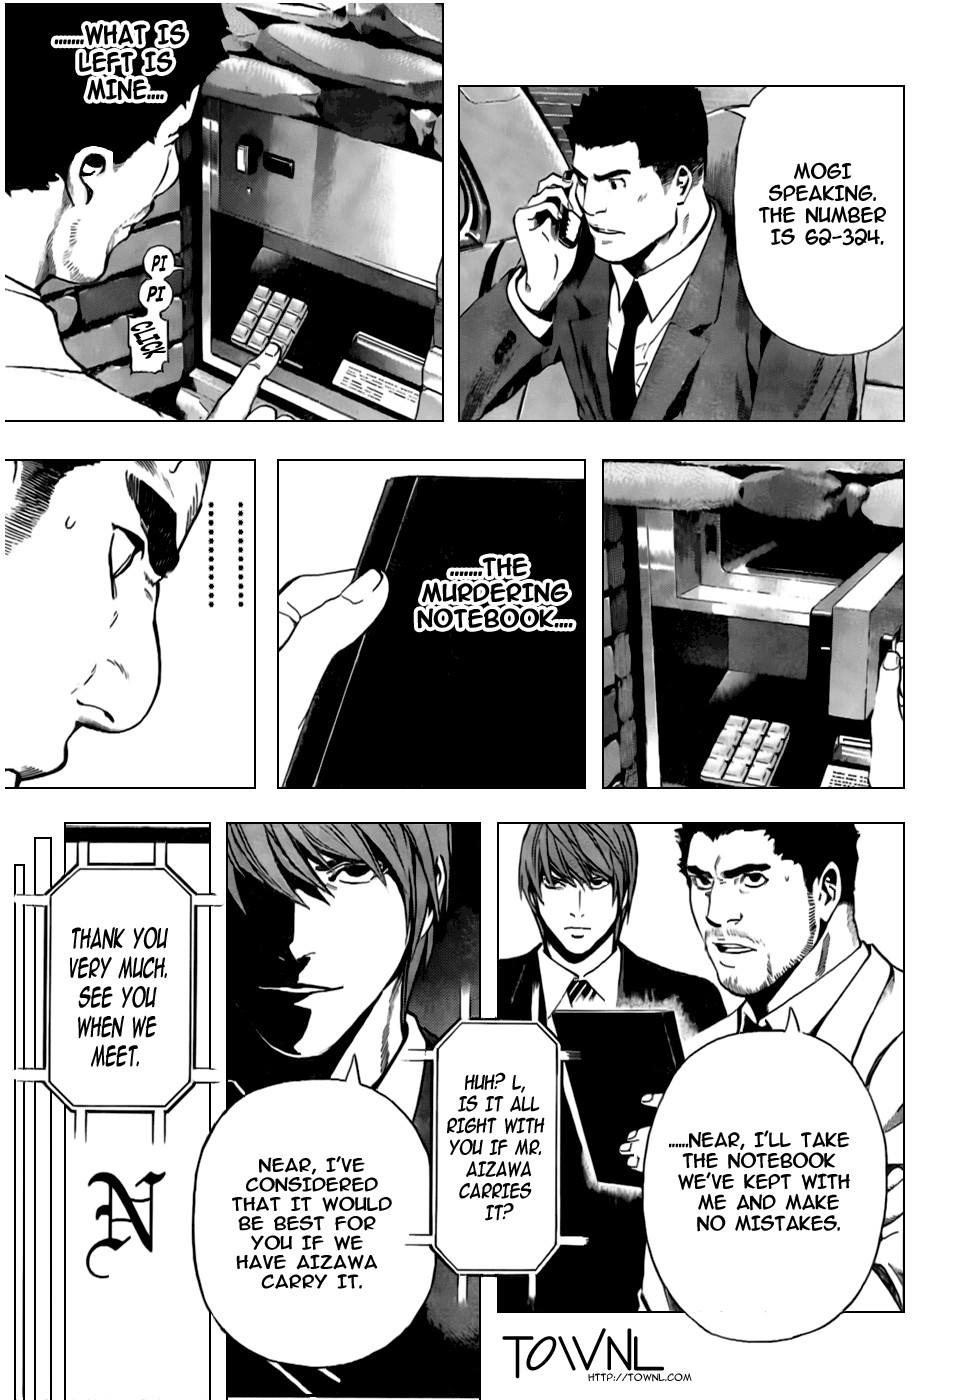 MOGI
SPEAKING.
THE NUMBER
IS 62-324.
.......WHAT IS
LEFT IS
MINE....
PI
PI
CLICK
.......THE
MURDERING
NOTEBOOK....
......NEAR, I'LL TAKE
THE NOTEBOOK
WE'VE KEPT WITH
ME AND MAKE
NO MISTAKES.
HUH? L,
IS IT ALL
RIGHT WITH
YOU IF MR.
AIZAWA
CARRIES
IT?
NEAR, I'VE
CONSIDERED
THAT IT WOULD
BE BEST FOR
YOU IF WE
HAVE AIZAWA
CARRY IT.
THANK YOU
VERY MUCH.
SEE YOU
WHEN WE
MEET.
N
TOWNL
HTTP://TOWNL.COM